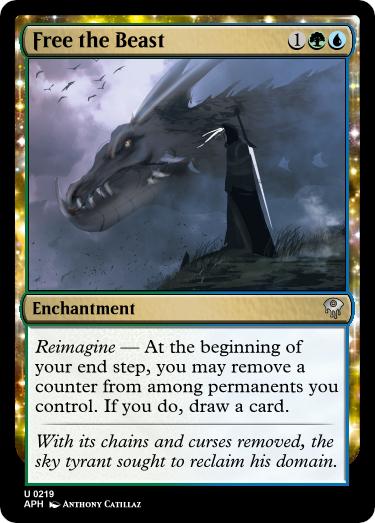 Free the Beast 1
Enchantment
Reimagine — At the beginning of
your end step, you may remove a
counter from among permanents you
control. If you do, draw a card.
With its chains and curses removed, the
sky tyrant sought to reclaim his domain.
U 0219
APH Anthony Catillaz